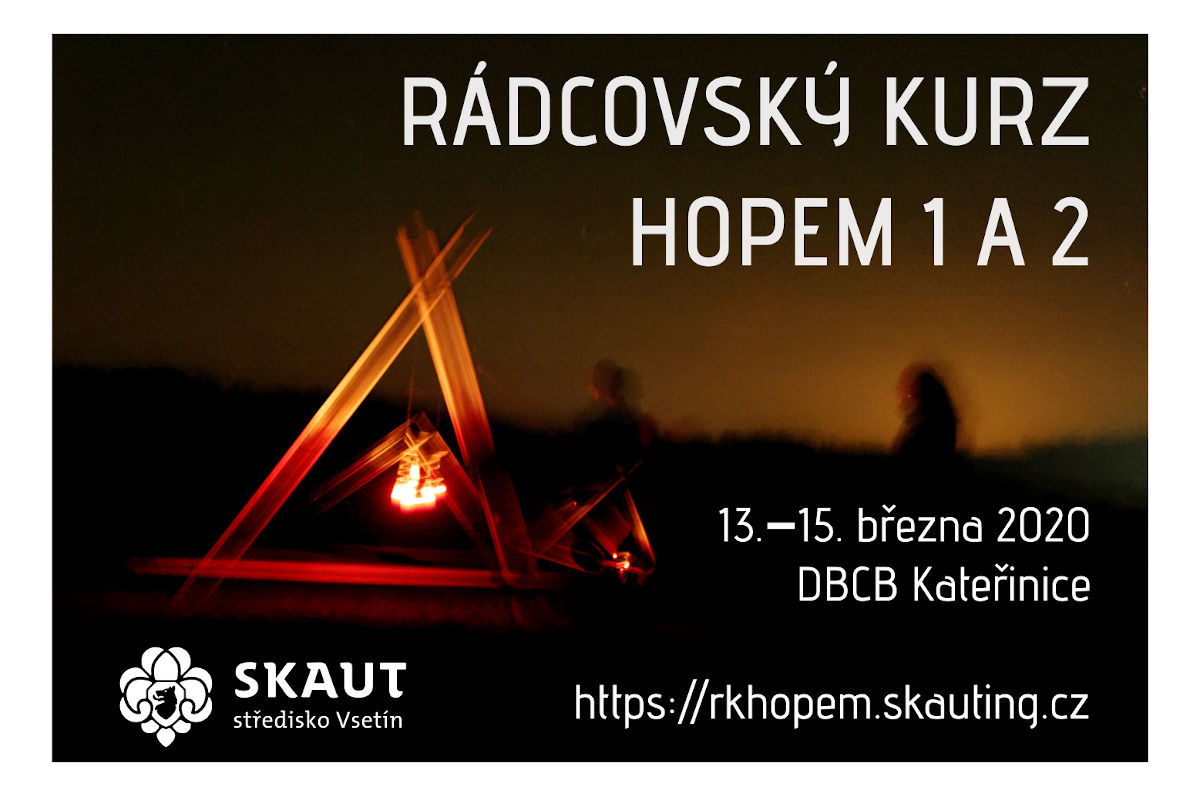 RÁDCOVSKÝ KURZ
HOPEM 1 A 2
13.–15. března 2020
DBCB Kateřinice
SKAUT
středisko Vsetín
https://rkhopem.skauting.cz